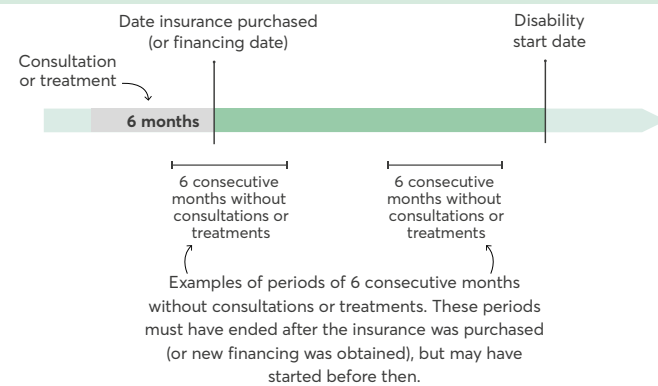 Date insurance purchased
(or financing date)
Disability
start date
Consultation
or treatment
6 months
6 consecutive
months without
consultations or
treatments
6 consecutive
months without
consultations or
treatments
Examples of periods of 6 consecutive months
without consultations or treatments. These periods
must have ended after the insurance was purchased
(or new financing was obtained), but may have
started before then.